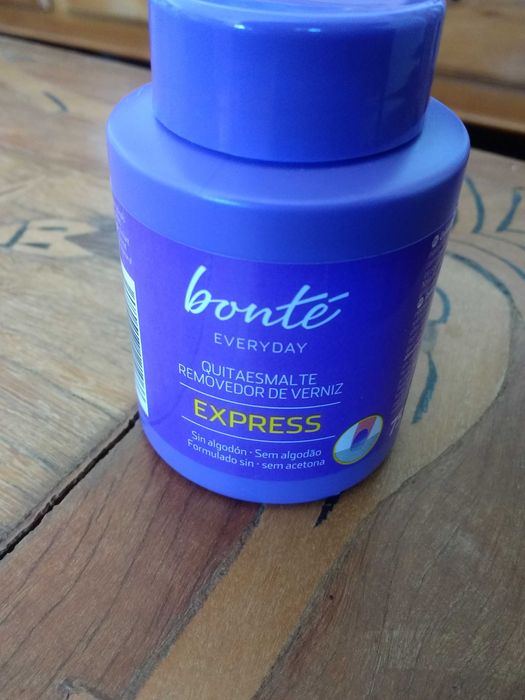 bonté
EVERYDAY
QUITAESMALTE
REMOVEDOR DE VERNIZ
EXPRESS
Sin algodón · Sem algodão
Formulado sin · sem acetona